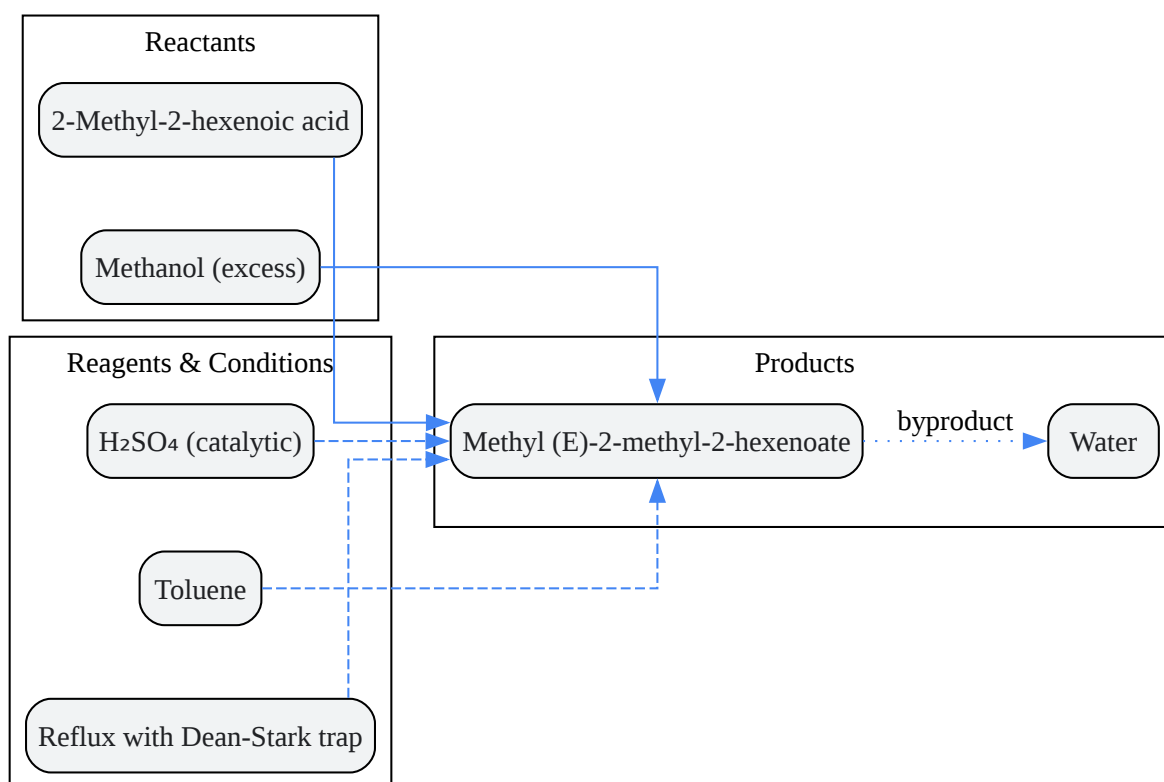 Reactants
2-Methyl-2-hexenoic acid
Methanol (excess)
Reagents & Conditions
H₂SO₄ (catalytic)
Toluene
Reflux with Dean-Stark trap
Products
Methyl (E)-2-methyl-2-hexenoate
byproduct
Water